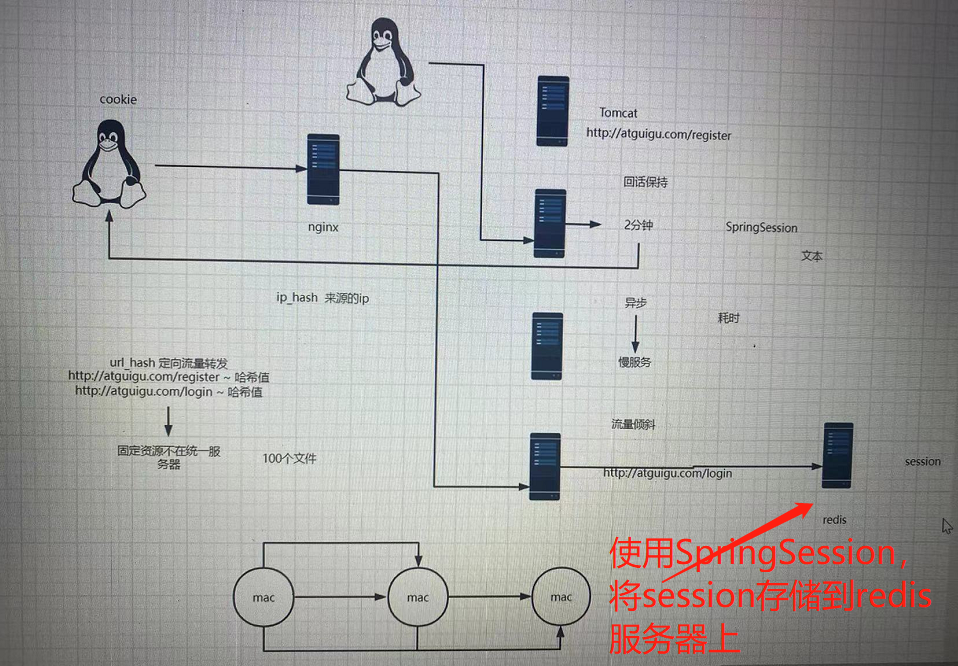 cookie
Tomcat
http://atguigu.com/register
回话保持
nginx
2分钟
SpringSession
文本
ip_hash 来源的ip
异步
耗时
慢服务
url_hash 定向流量转发
http://atguigu.com/register ~ 哈希值
http://atguigu.com/login ~ 哈希值
固定资源不在统一服
务器
100个文件
流量倾斜
http://atguigu.com/login
session
redis
mac
mac
mac
使用SpringSession,
将session存储到redis
服务器上